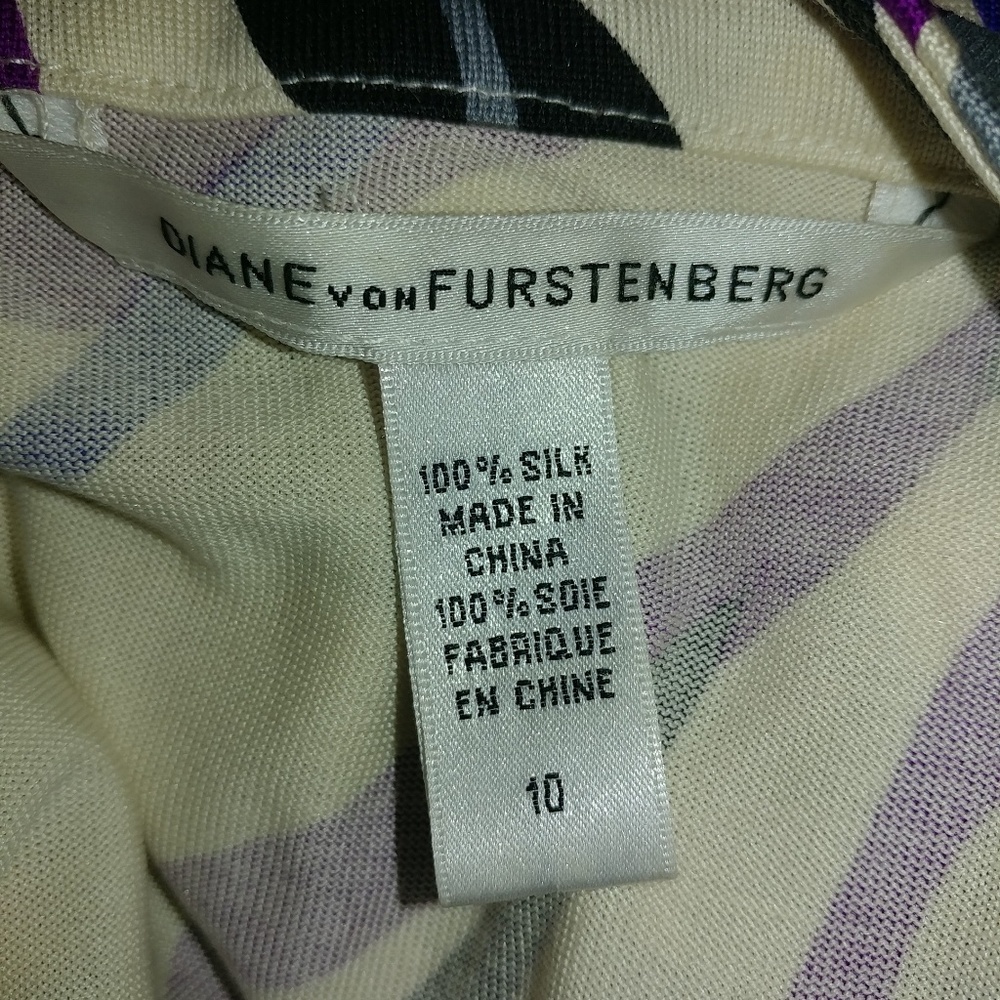 DIANE VON FURSTENBERG
100% SILK
MADE IN
CHINA
100% SOIE
FABRIQUE
EN CHINE
10